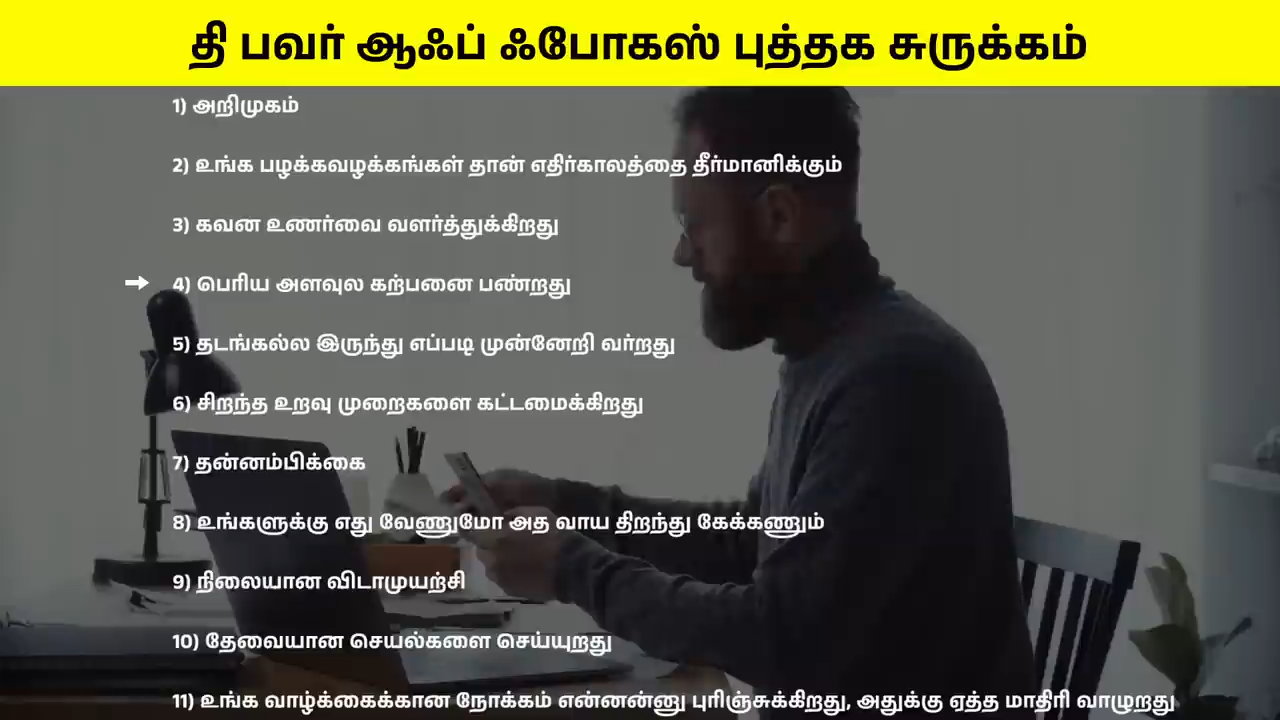 தி பவர் ஆஃப் ஃபோகஸ் புத்தக சுருக்கம்
1) அறிமுகம்
2) உங்க பழக்கவழக்கங்கள் தான் எதிர்காலத்தை தீர்மானிக்கும்
3) கவன உணர்வை வளர்த்துக்கிறது
4) பெரிய அளவுல கற்பனை பண்றது
5) தடங்கல்ல இருந்து எப்படி முன்னேறி வர்றது
6) சிறந்த உறவு முறைகளை கட்டமைக்கிறது
7) தன்னம்பிக்கை
8) உங்களுக்கு எது வேணுமோ அத வாய திறந்து கேக்கணும்
9) நிலையான விடாமுயற்சி
10) தேவையான செயல்களை செய்யுறது
11) உங்க வாழ்க்கைக்கான நோக்கம் என்னன்னு புரிஞ்சுக்கிறது, அதுக்கு ஏத்த மாதிரி வாழுறது